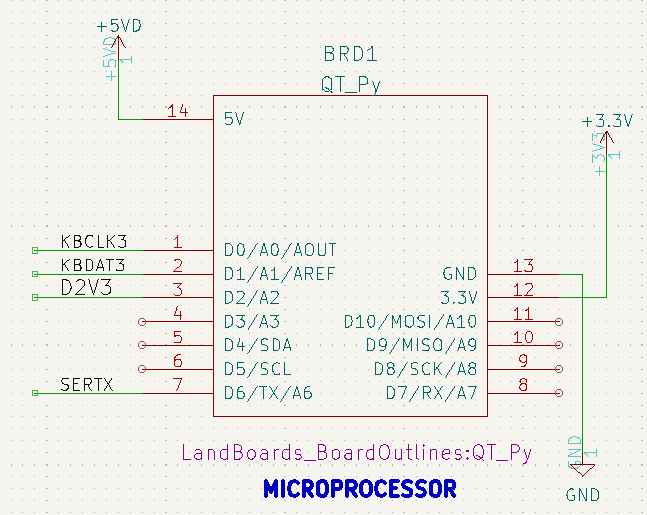 +5VD
+5VD
1
BRD1
QT_Py
14
5V
+3.3V
+3V3
1
KBCLK3
1
D0/A0/AOUT
KBDAT3
2
D1/A1/AREF
GND
13
D2V3
3
D2/A2
3.3V
12
4
D3/A3
D10/MOSI/A10
11
5
D4/SDA
D9/MISO/A9
10
6
D5/SCL
D8/SCK/A8
9
SERTX
7
D6/TX/A6
D7/RX/A7
8
LandBoards_BoardOutlines:QT_Py
GND
1
MICROPROCESSOR
GND